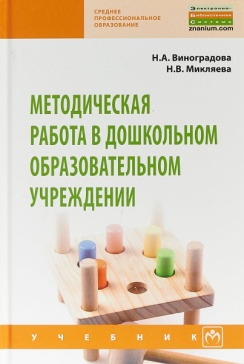 СРЕДНЕЕ
ПРОФЕССИОНАЛЬНОЕ
ОБРАЗОВАНИЕ
Электронно-
Библиотечная
Система
znanium.com
Н.А. Виноградова
Н.В. Микляева
МЕТОДИЧЕСКАЯ
РАБОТА В ДОШКОЛЬНОМ
ОБРАЗОВАТЕЛЬНОМ
УЧРЕЖДЕНИИ
УЧЕБНИК